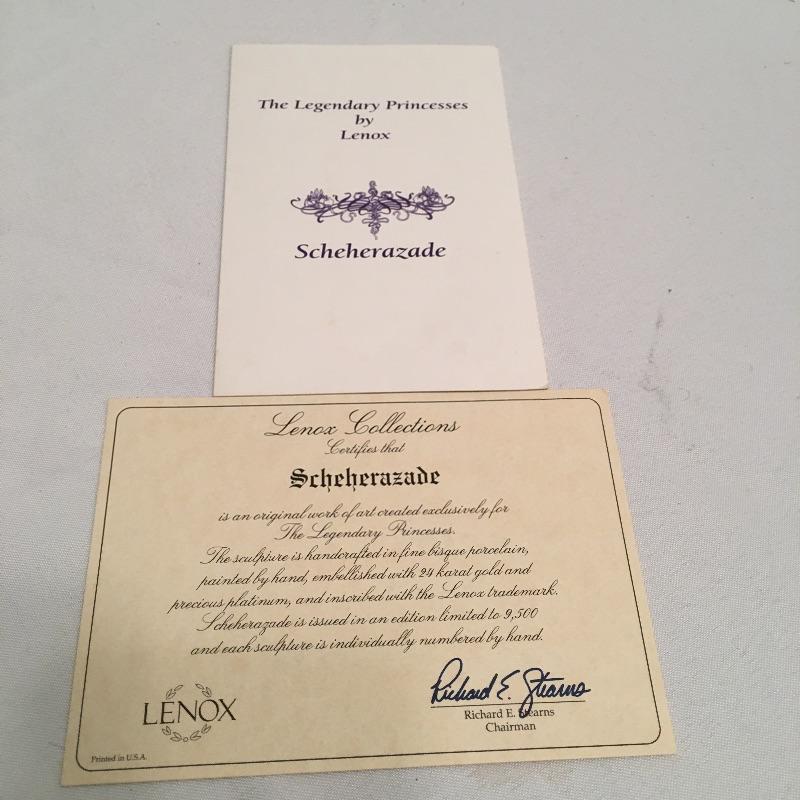 The Legendary Princesses
by
Lenox
Scheherazade
Lenox Collections
Certifies that
Scheherazade
is an original work of art created exclusively for
The Legendary Princesses.
The sculpture is handcrafted in fine bisque porcelain,
painted by hand, embellished with 24 karat gold and
precious platinum, and inscribed with the Lenox trademark.
Scheherazade is issued in an edition limited to 9,500
and each sculpture is individually numbered by hand.
Richard E. Stearns
Richard E. Stearns
Chairman
LENOX
Printed in U.S.A.